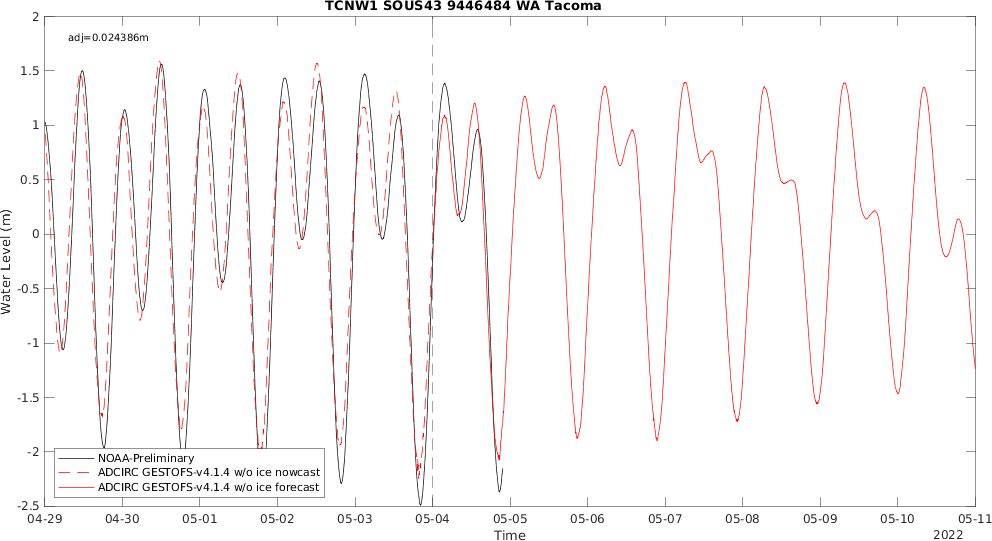 TCNW1 SOUS43 9446484 WA Tacoma
adj=0.024386m
2
1.5
1
0.5
0
-0.5
-1
-1.5
-2
-2.5
Water Level (m)
NOAA-Preliminary
ADCIRC GESTOFS-v4.1.4 w/o ice nowcast
ADCIRC GESTOFS-v4.1.4 w/o ice forecast
04-29 04-30 05-01 05-02 05-03 05-04 05-05 05-06 05-07 05-08 05-09 05-10 05-11
Time
2022